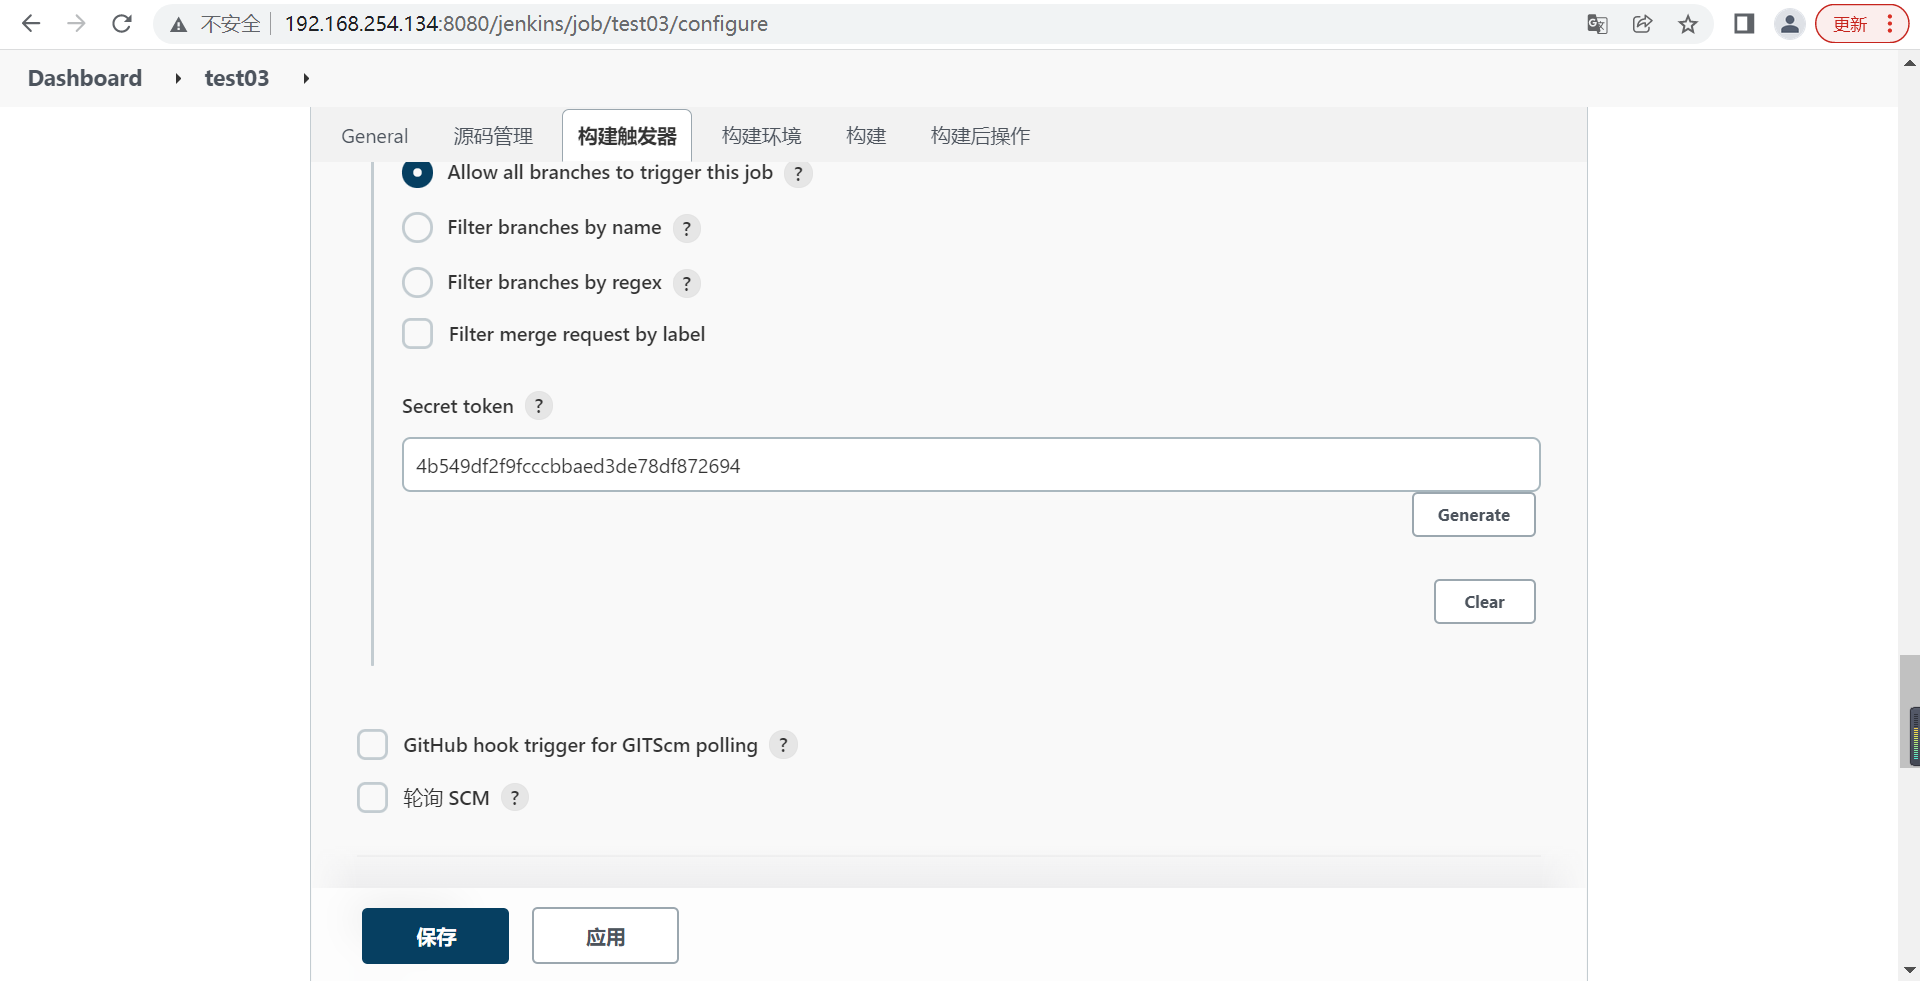 不安全 192.168.254.134:8080/jenkins/job/test03/configure 更新
Dashboard test03
General 源码管理 构建触发器 构建环境 构建 构建后操作
Allow all branches to trigger this job ?
Filter branches by name ?
Filter branches by regex ?
Filter merge request by label
Secret token ?
4b549df2f9fcccbbaed3de78df872694
Generate
Clear
GitHub hook trigger for GITScm polling ?
轮询 SCM ?
保存 应用